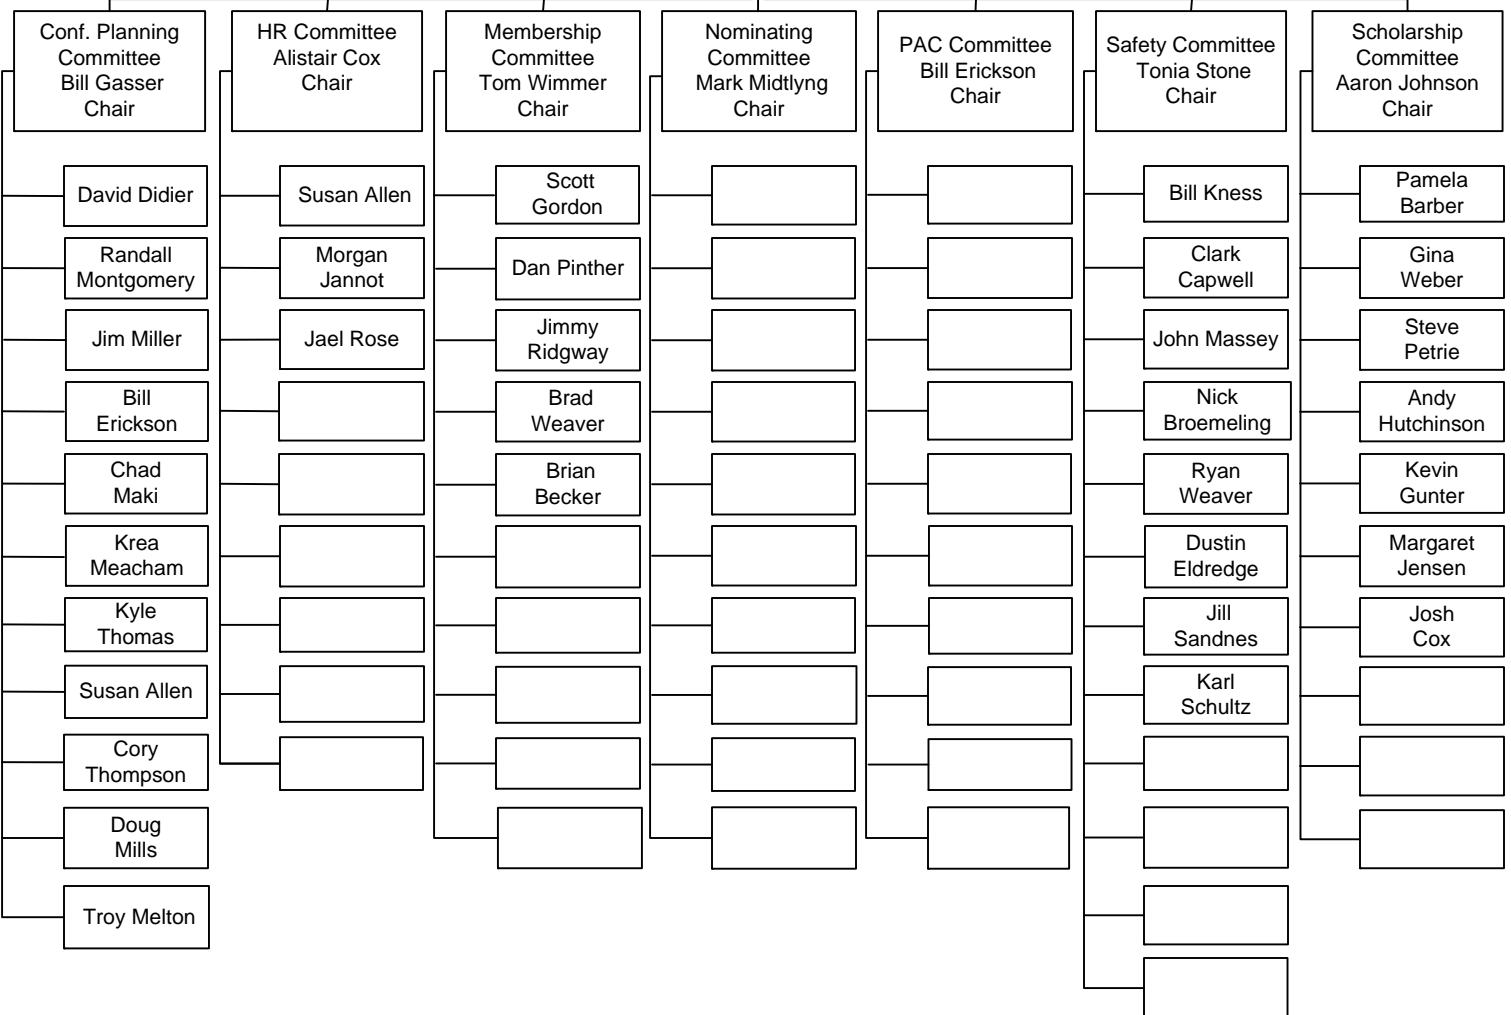 Conf. Planning
Committee
Bill Gasser
Chair
HR Committee
Alistair Cox
Chair
Membership
Committee
Tom Wimmer
Chair
Nominating
Committee
Mark Midtlyng
Chair
PAC Committee
Bill Erickson
Chair
Safety Committee
Tonia Stone
Chair
Scholarship
Committee
Aaron Johnson
Chair
David Didier
Randall
Montgomery
Jim Miller
Bill
Erickson
Chad
Maki
Krea
Meacham
Kyle
Thomas
Susan Allen
Cory
Thompson
Doug
Mills
Troy Melton
Susan Allen
Morgan
Jannot
Jael Rose
Scott
Gordon
Dan Pinther
Jimmy
Ridgway
Brad
Weaver
Brian
Becker
Bill Kness
Clark
Capwell
John Massey
Nick
Broemeling
Ryan
Weaver
Dustin
Eldredge
Jill
Sandnes
Karl
Schultz
Pamela
Barber
Gina
Weber
Steve
Petrie
Andy
Hutchinson
Kevin
Gunter
Margaret
Jensen
Josh
Cox